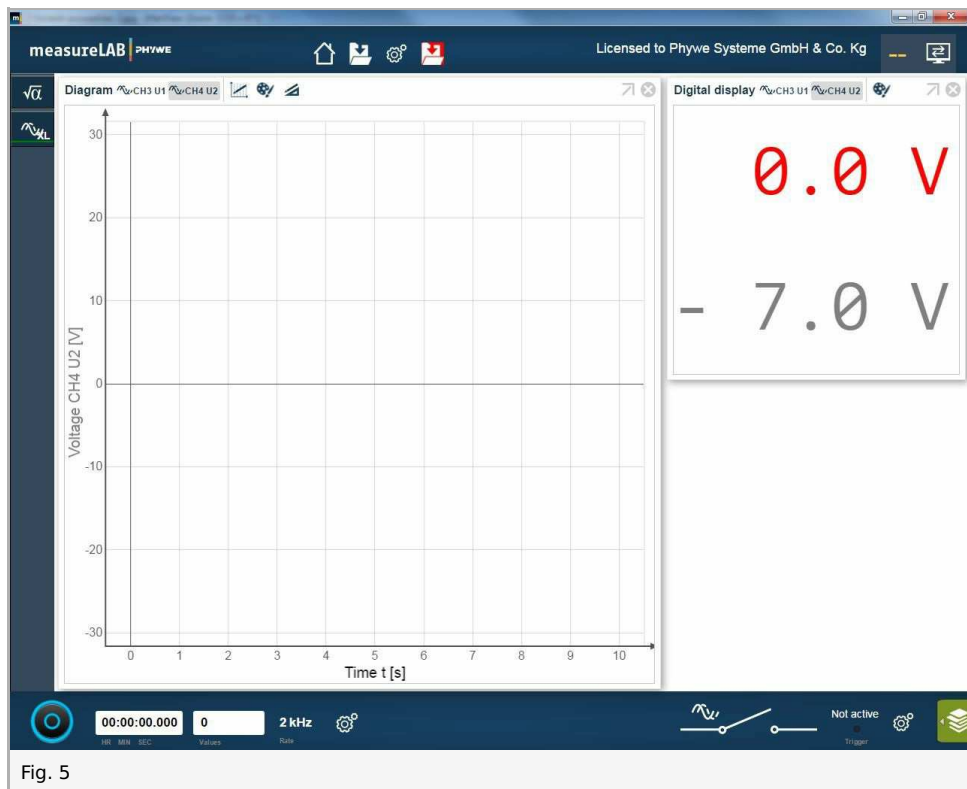 measureLAB PHYWE
Licensed to Phywe Systeme GmbH & Co. Kg
--
√α
XL
Diagram CH3 U1 CH4 U2
Digital display CH3 U1 CH4 U2
0.0 V
- 7.0 V
30
20
10
0
-10
-20
-30
Voltage CH4 U2 [V]
0 1 2 3 4 5 6 7 8 9 10
Time t [s]
00:00:00.000 0 2 kHz Not active
HR MIN SEC Values Rate Trigger
Fig. 5